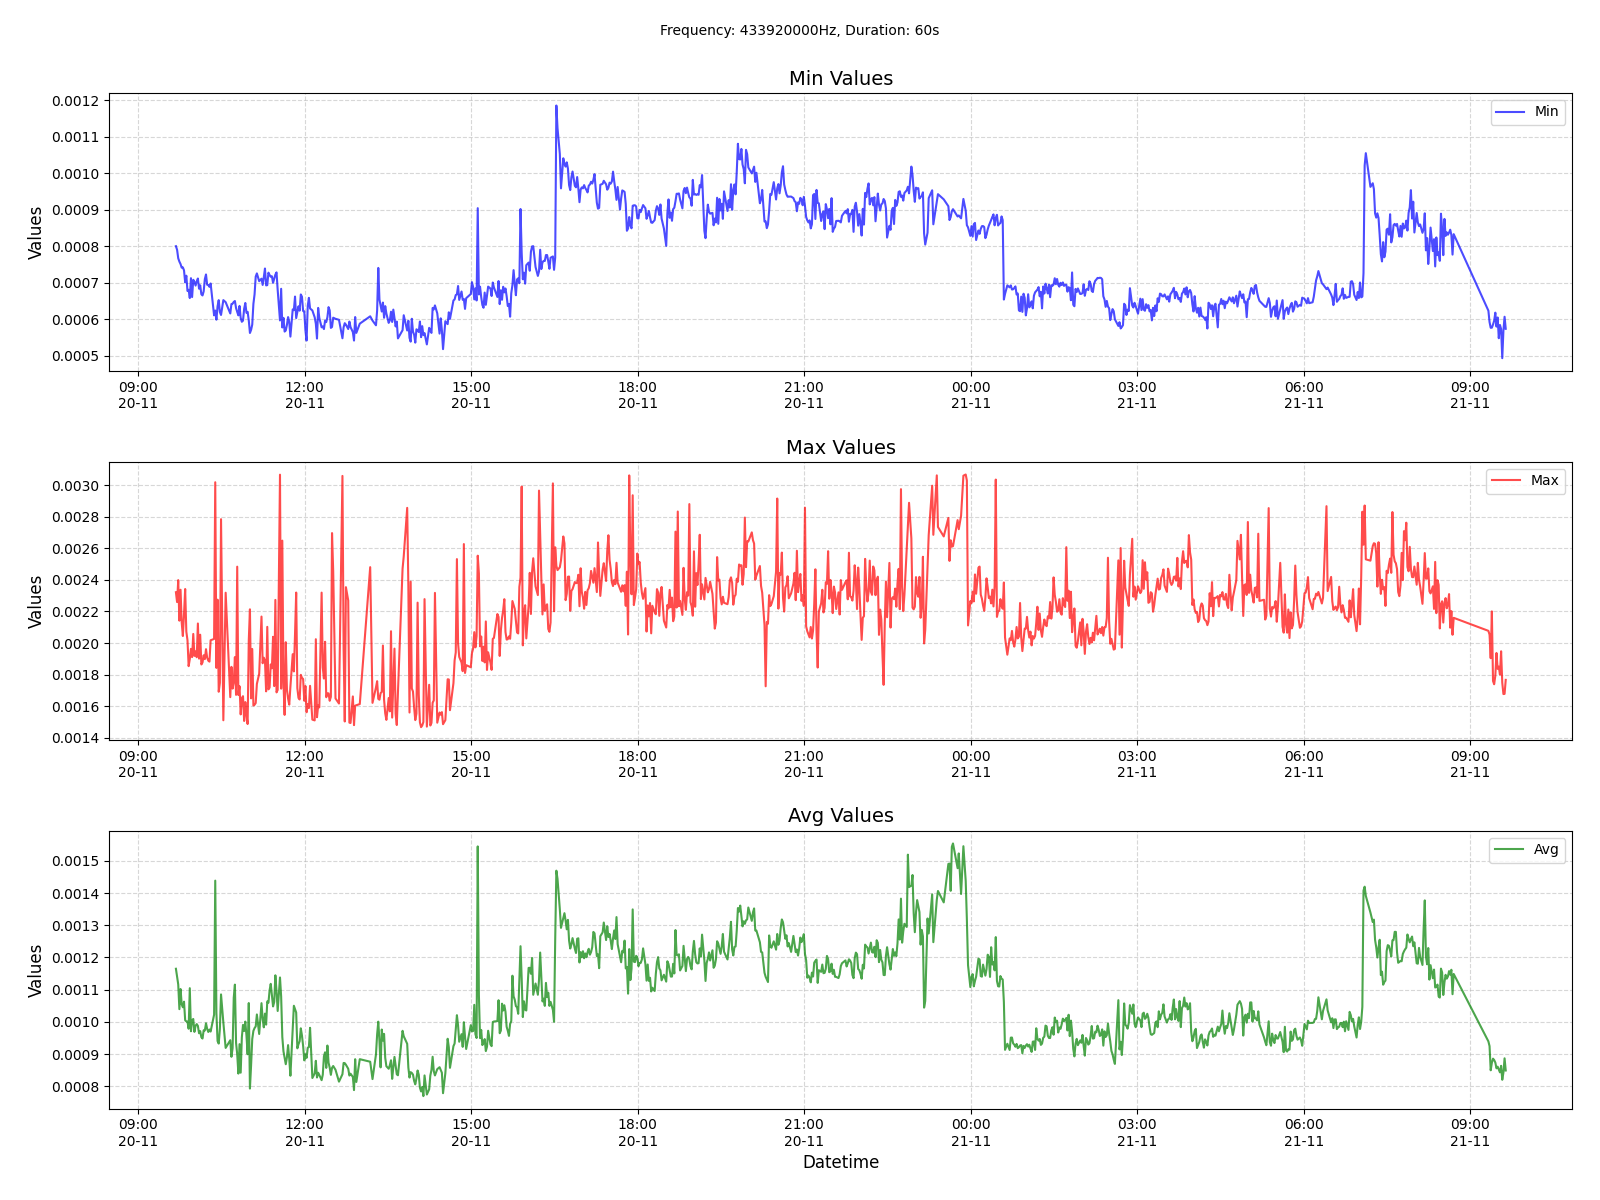 Frequency: 433920000Hz, Duration: 60s
Min Values
Values
0.0012
0.0011
0.0010
0.0009
0.0008
0.0007
0.0006
0.0005
Min
09:00 12:00 15:00 18:00 21:00 00:00 03:00 06:00 09:00
20-11 20-11 20-11 20-11 20-11 21-11 21-11 21-11 21-11
Max Values
Values
0.0030
0.0028
0.0026
0.0024
0.0022
0.0020
0.0018
0.0016
0.0014
Max
09:00 12:00 15:00 18:00 21:00 00:00 03:00 06:00 09:00
20-11 20-11 20-11 20-11 20-11 21-11 21-11 21-11 21-11
Avg Values
Values
0.0015
0.0014
0.0013
0.0012
0.0011
0.0010
0.0009
0.0008
Avg
09:00 12:00 15:00 18:00 21:00 00:00 03:00 06:00 09:00
20-11 20-11 20-11 20-11 20-11 21-11 21-11 21-11 21-11
Datetime